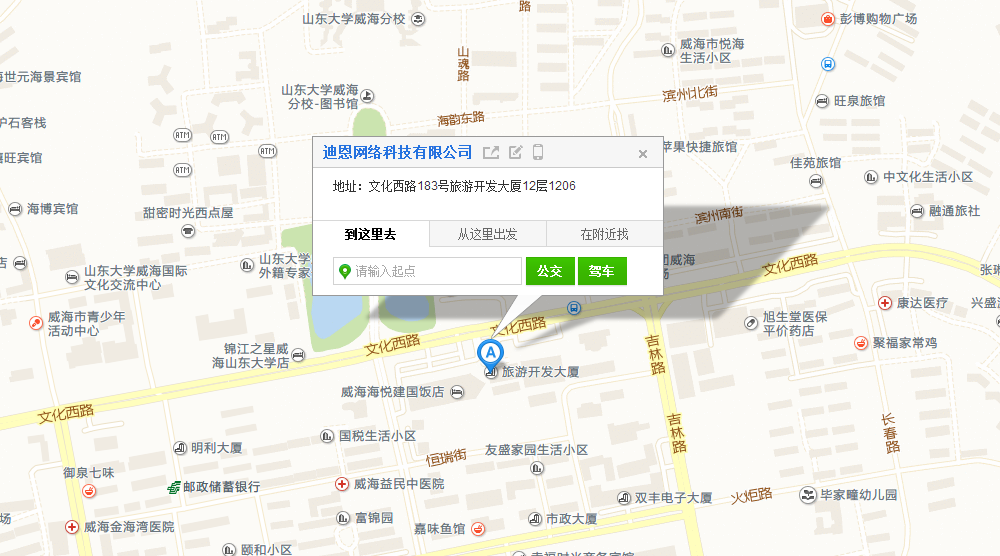 路
山东大学威海分校
彭博购物广场
威海市悦海
生活小区
山魂路
海世元海景宾馆
山东大学威海
分校-图书馆
滨州北街
旺泉旅馆
海韵东路
庐石客栈
ATM
ATM
ATM
ATM
禧旺宾馆
苹果快捷旅馆
佳苑旅馆
中文化生活小区
迪恩网络科技有限公司
地址：文化西路183号旅游开发大厦12层1206
到这里去
从这里出发
在附近找
请输入起点
公交
驾车
海博宾馆
甜密时光西点屋
滨州南街
融通旅社
店
山东大学威海国际
文化交流中心
山东大学
外籍专家
团威海
场
文化西路
张琳
威海市青少年
活动中心
康达医疗
兴盛
旭生堂医保
平价药店
文化西路
锦江之星威
海山东大学店
文化西路
吉林路
聚福家常鸡
A
旅游开发大厦
威海海悦建国饭店
文化西路
国税生活小区
吉林路
长春路
明利大厦
恒瑞街
友盛家园生活小区
御泉七味
邮政储蓄银行
威海益民中医院
双丰电子大厦
火炬路
毕家疃幼儿园
场
威海金海湾医院
富锦园
嘉味鱼馆
市政大厦
颐和小区
幸福时光商务宾馆